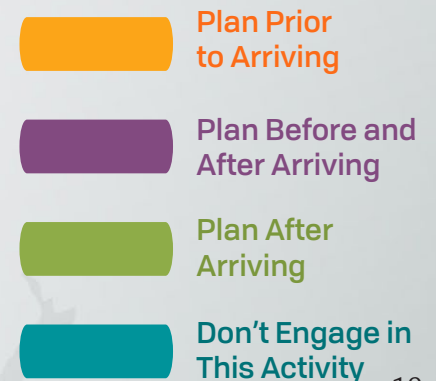 Plan Prior
to Arriving
Plan Before and
After Arriving
Plan After
Arriving
Don't Engage in
This Activity